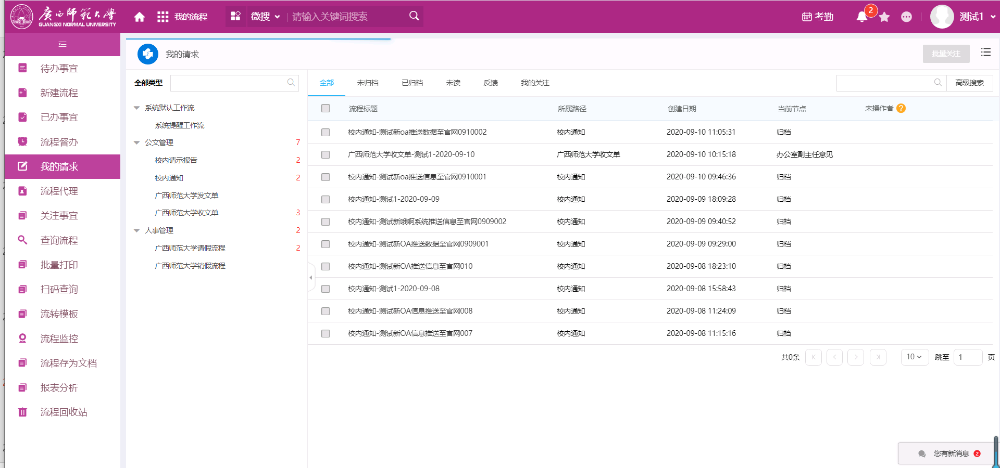 廣西師範大學
GUANGXI NORMAL UNIVERSITY
我的流程
微搜
请输入关键词搜索
考勤
2
测试1
待办事宜
新建流程
已办事宜
流程督办
我的请求
流程代理
关注事宜
查询流程
批量打印
扫码查询
流转模板
流程监控
流程存为文档
报表分析
流程回收站
我的请求
批量关注
全部类型
系统默认工作流
系统提醒工作流
公文管理 7
校内请示报告 2
校内通知 2
广西师范大学发文单
广西师范大学收文单 3
人事管理 2
广西师范大学请假流程 2
广西师范大学销假流程
全部 未归档 已归档 未读 反馈 我的关注
高级搜索
流程标题 所属路径 创建日期 当前节点 未操作者 ?
校内通知-测试新oa推送数据至官网0910002 校内通知 2020-09-10 11:05:31 归档
广西师范大学收文单-测试1-2020-09-10 广西师范大学收文单 2020-09-10 10:15:18 办公室副主任意见
校内通知-测试新oa推送信息至官网0910001 校内通知 2020-09-10 09:46:36 归档
校内通知-测试1-2020-09-09 校内通知 2020-09-09 18:09:28 归档
校内通知-测试新哦啊系统推送信息至官网0909002 校内通知 2020-09-09 09:40:52 归档
校内通知-测试新OA推送数据至官网0909001 校内通知 2020-09-09 09:29:00 归档
校内通知-测试新OA推送信息至官网010 校内通知 2020-09-08 18:23:10 归档
校内通知-测试1-2020-09-08 校内通知 2020-09-08 15:58:43 归档
校内通知-测试新OA信息推送至官网008 校内通知 2020-09-08 11:24:09 归档
校内通知-测试新OA信息推送至官网007 校内通知 2020-09-08 11:15:16 归档
共0条 10 跳至 1 页
您有新消息 2